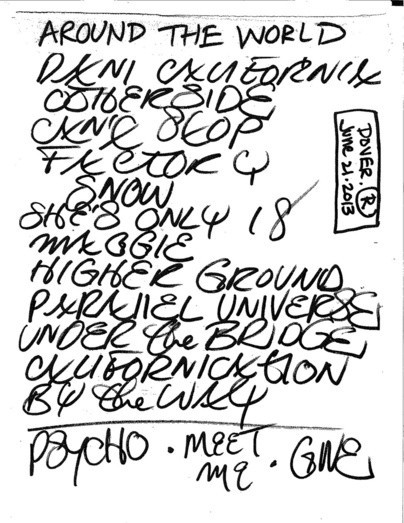 AROUND THE WORLD
DANI CALIFORNIA
OTHERSIDE
CAN'T STOP
FACTORY
SNOW
SHE'S ONLY 18
MAGGIE
HIGHER GROUND
PARALLEL UNIVERSE
UNDER the BRIDGE
CALIFORNICATION
BY the WAY
PSYCHO . MEET
ME . GIVE
DOVER. R
JUNE 21. 2013